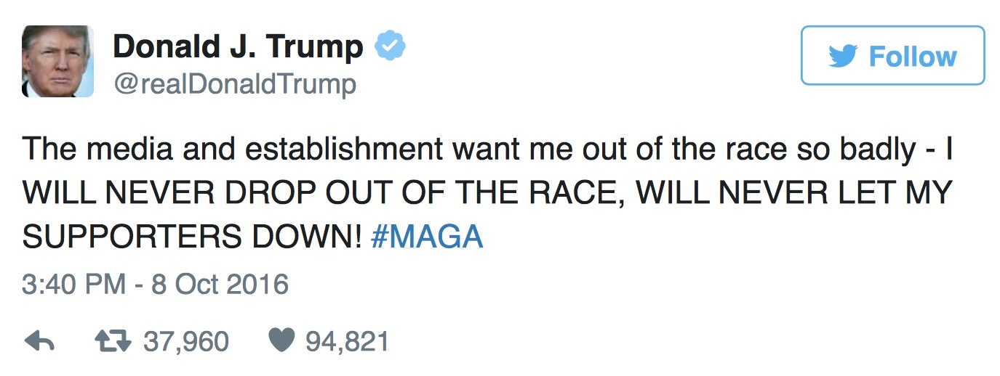 Donald J. Trump
@realDonaldTrump
Follow
The media and establishment want me out of the race so badly - I
WILL NEVER DROP OUT OF THE RACE, WILL NEVER LET MY
SUPPORTERS DOWN! #MAGA
3:40 PM - 8 Oct 2016
37,960 94,821